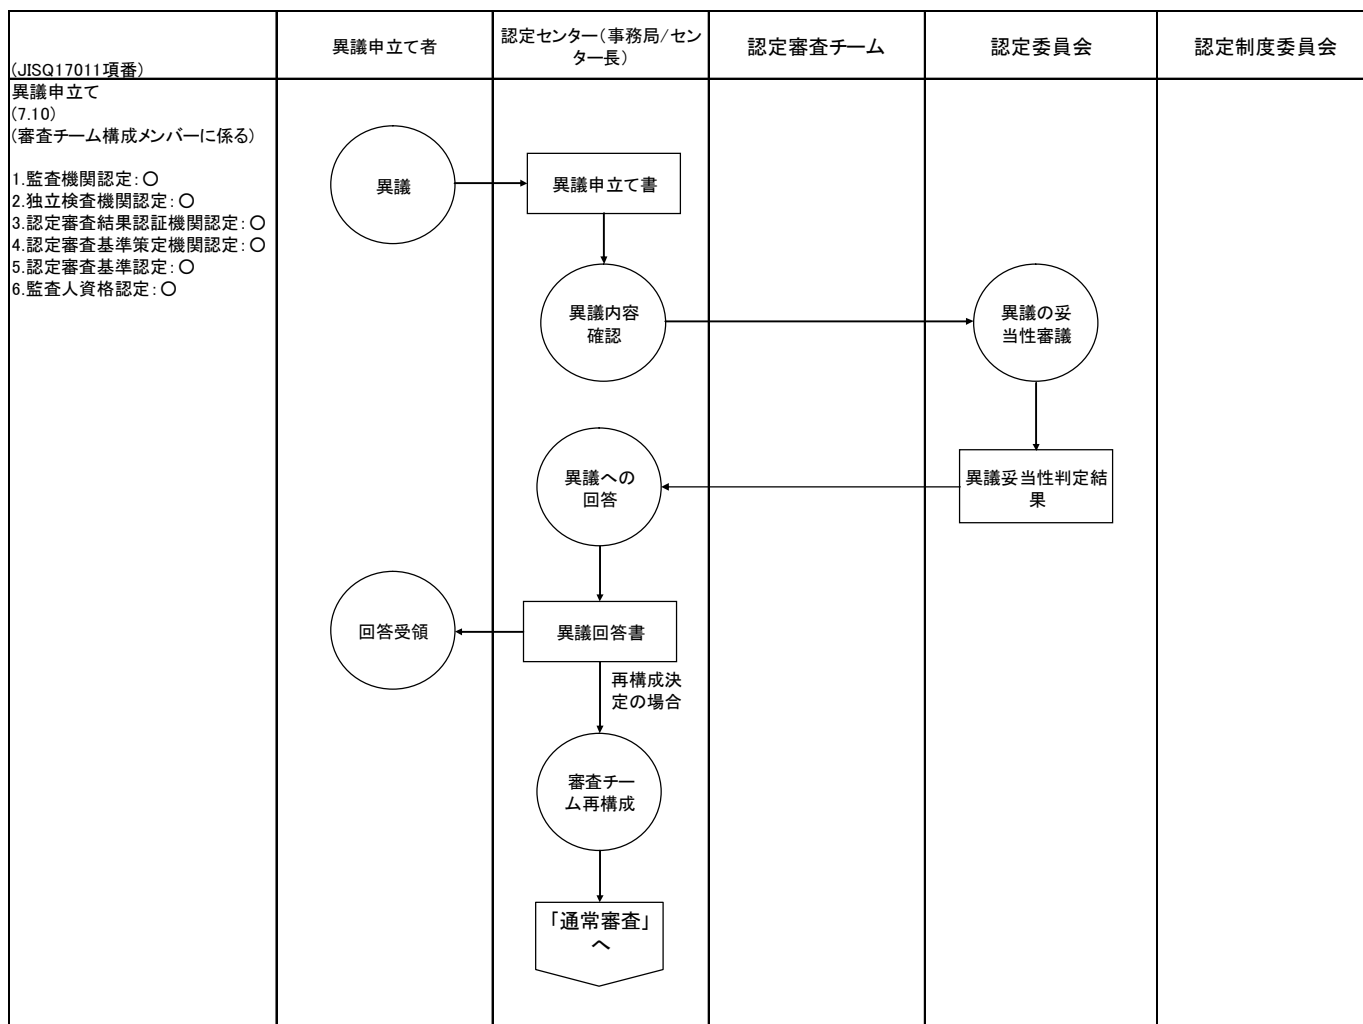 (JISQ17011項番)
異議申立て者
認定センター(事務局/セン
ター長)
認定審査チーム
認定委員会
認定制度委員会
異議申立て
(7.10)
(審査チーム構成メンバーに係る)
1.監査機関認定:〇
2.独立検査機関認定:〇
3.認定審査結果認証機関認定:〇
4.認定審査基準策定機関認定:〇
5.認定審査基準認定:〇
6.監査人資格認定:〇
異議
異議申立て書
異議内容
確認
異議の妥
当性審議
異議への
回答
異議妥当性判定結
果
回答受領
異議回答書
再構成決
定の場合
審査チー
ム再構成
「通常審査」
へ